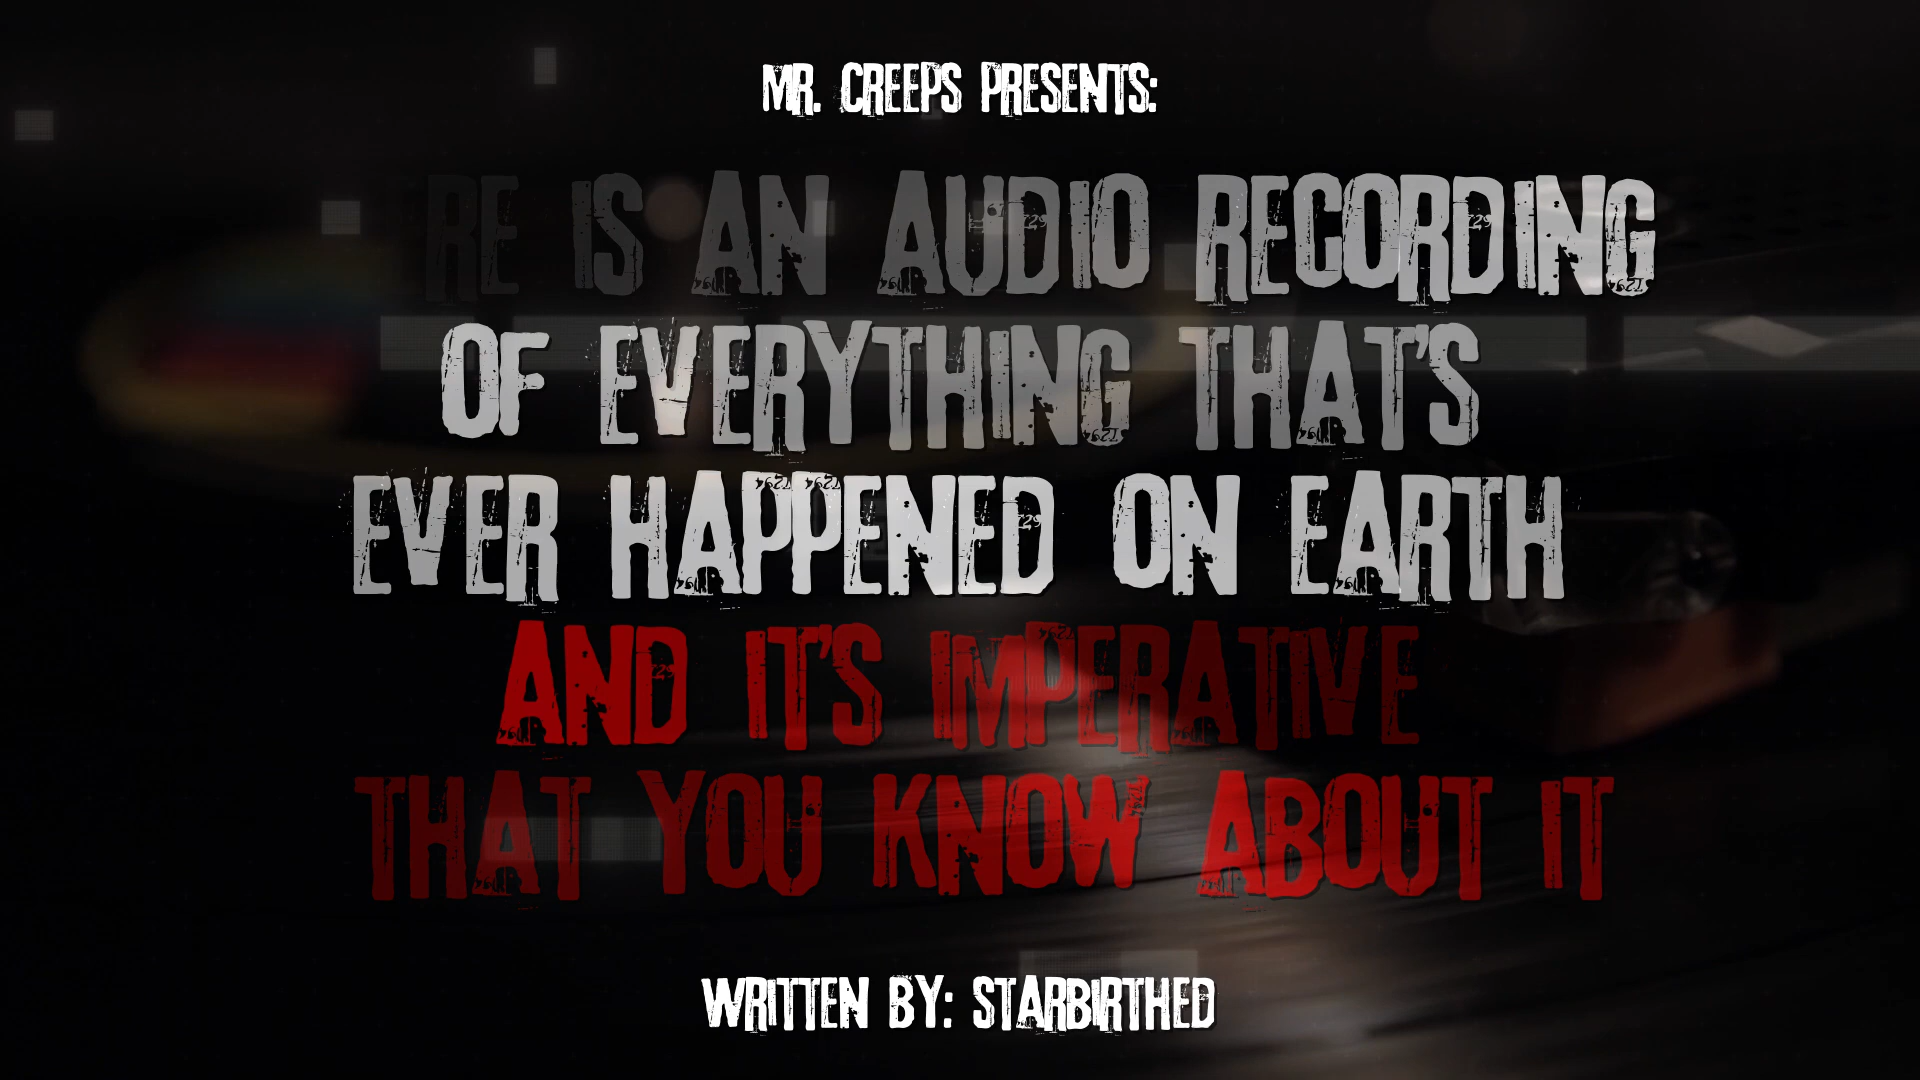 MR. CREEPS PRESENTS:
RE IS AN AUDIO RECORDING
OF EVERYTHING THAT'S
EVER HAPPENED ON EARTH
AND IT'S IMPERATIVE
THAT YOU KNOW ABOUT IT
WRITTEN BY: STARBIRTHED